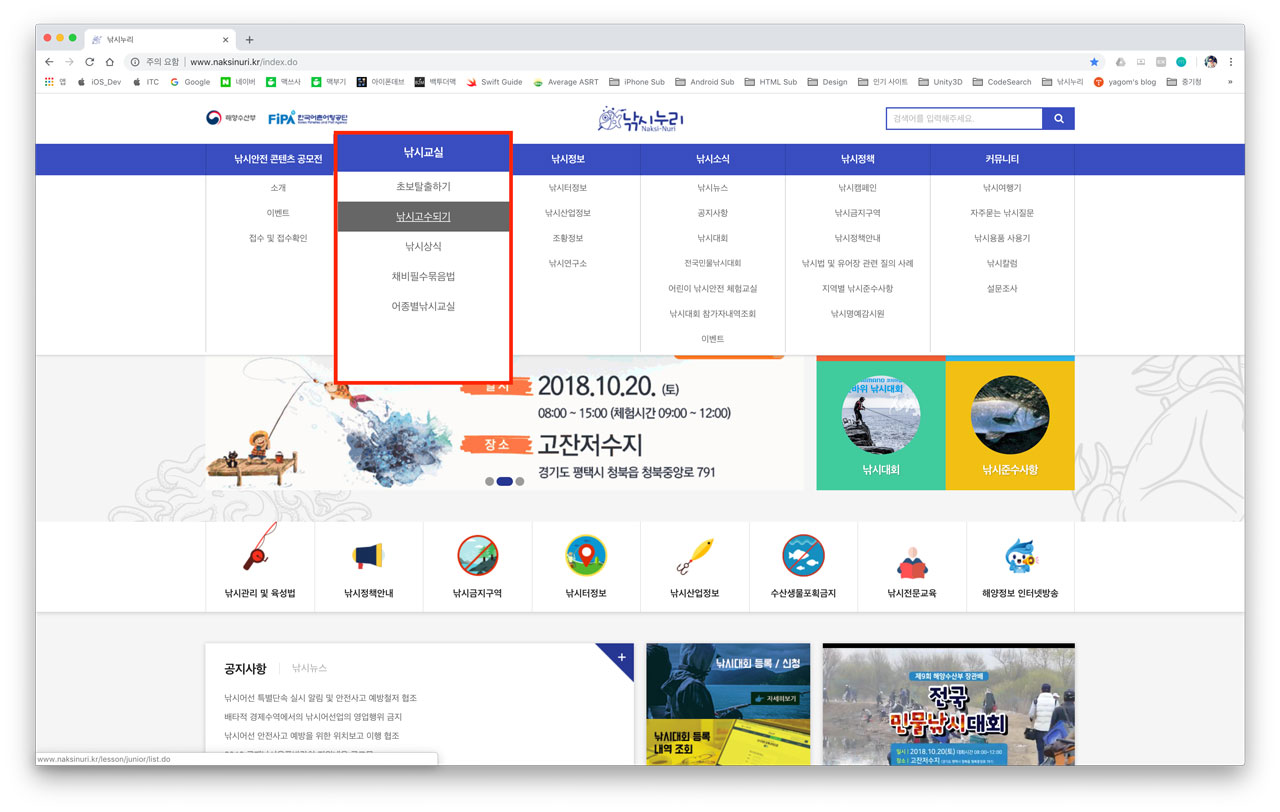 낚시누리
주의 요함 | www.naksinuri.kr/index.do
앱 iOS_Dev ITC Google 네이버 맥쓰사 맥부기 아이폰데브 백투더맥 Swift Guide Average ASRT iPhone Sub Android Sub HTML Sub Design 인기 사이트 Unity3D CodeSearch 낚시누리 yagom's blog 중기청 »
해양수산부 FiPA 한국어촌어항공단
낚시누리
Naksi-Nuri
검색어를 입력해주세요.
낚시안전 콘텐츠 공모전
소개
이벤트
접수 및 접수확인
낚시교실
초보탈출하기
낚시고수되기
낚시상식
채비필수묶음법
어종별낚시교실
낚시정보
낚시터정보
낚시산업정보
조황정보
낚시연구소
낚시소식
낚시뉴스
공지사항
낚시대회
전국민물낚시대회
어린이 낚시안전 체험교실
낚시대회 참가자내역조회
이벤트
낚시정책
낚시캠페인
낚시금지구역
낚시정책안내
낚시법 및 유어장 관련 질의 사례
지역별 낚시준수사항
낚시명예감시원
커뮤니티
낚시여행기
자주묻는 낚시질문
낚시용품 사용기
낚시칼럼
설문조사
일시 2018.10.20. (토)
08:00 ~ 15:00 (체험시간 09:00 ~ 12:00)
장소 고잔저수지
경기도 평택시 청북읍 청북중앙로 791
바위 낚시대회
낚시대회
낚시준수사항
낚시관리 및 육성법
낚시정책안내
낚시금지구역
낚시터정보
낚시산업정보
수산생물포획금지
낚시전문교육
해양정보 인터넷방송
공지사항 낚시뉴스
낚시어선 특별단속 실시 말림 및 안전사고 예방철저 협조
배타적 경제수역에서의 낚시어선업의 영업행위 금지
낚시어선 안전사고 예방을 위한 위치보고 이행 협조
낚시대회 등록 / 신청
자세히보기
낚시대회 등록
내역 조회
제9회 해양수산부 장관배
전국
민물낚시대회
일시 | 2018.10.20(토) 대회시간 08:00~12:00
장소 | 고잔저수지
www.naksinuri.kr/lesson/junior/list.do